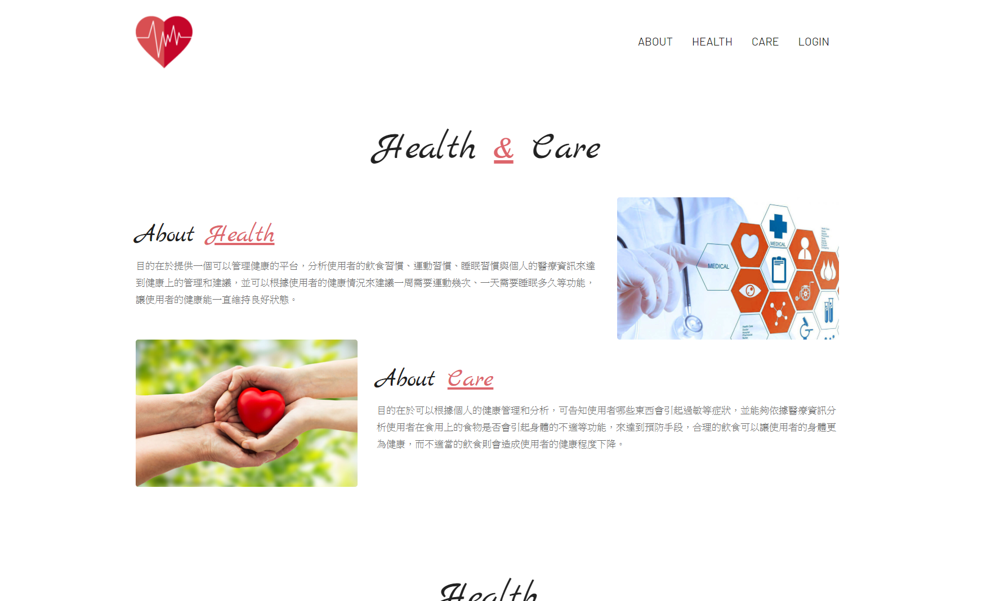 ABOUT HEALTH CARE LOGIN
Health & Care
About Health
目的在於提供一個可以管理健康的平台，分析使用者的飲食習慣、運動習慣、睡眠習慣與個人的醫療資訊來達
到健康上的管理和建議，並可以根據使用者的健康情況來建議一周需要運動幾次、一天需要睡眠多久等功能，
讓使用者的健康能一直維持良好狀態。
MEDICAL
MEDICAL
About Care
目的在於可以根據個人的健康管理和分析，可告知使用者哪些東西會引起過敏等症狀，並能夠依據醫療資訊分
析使用者在食用上的食物是否會引起身體的不適等功能，來達到預防手段，合理的飲食可以讓使用者的身體更
為健康，而不適當的飲食則會造成使用者的健康程度下降。
Health